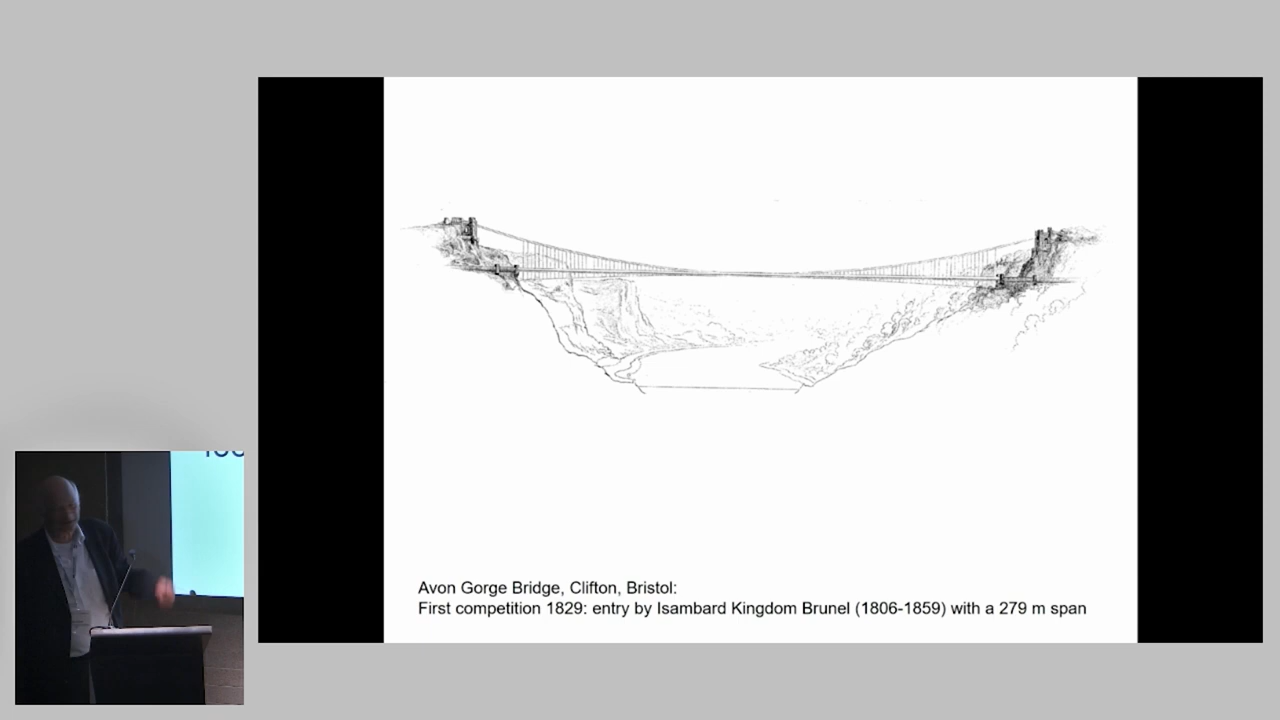 Avon Gorge Bridge, Clifton, Bristol:
First competition 1829: entry by Isambard Kingdom Brunel (1806-1859) with a 279 m span